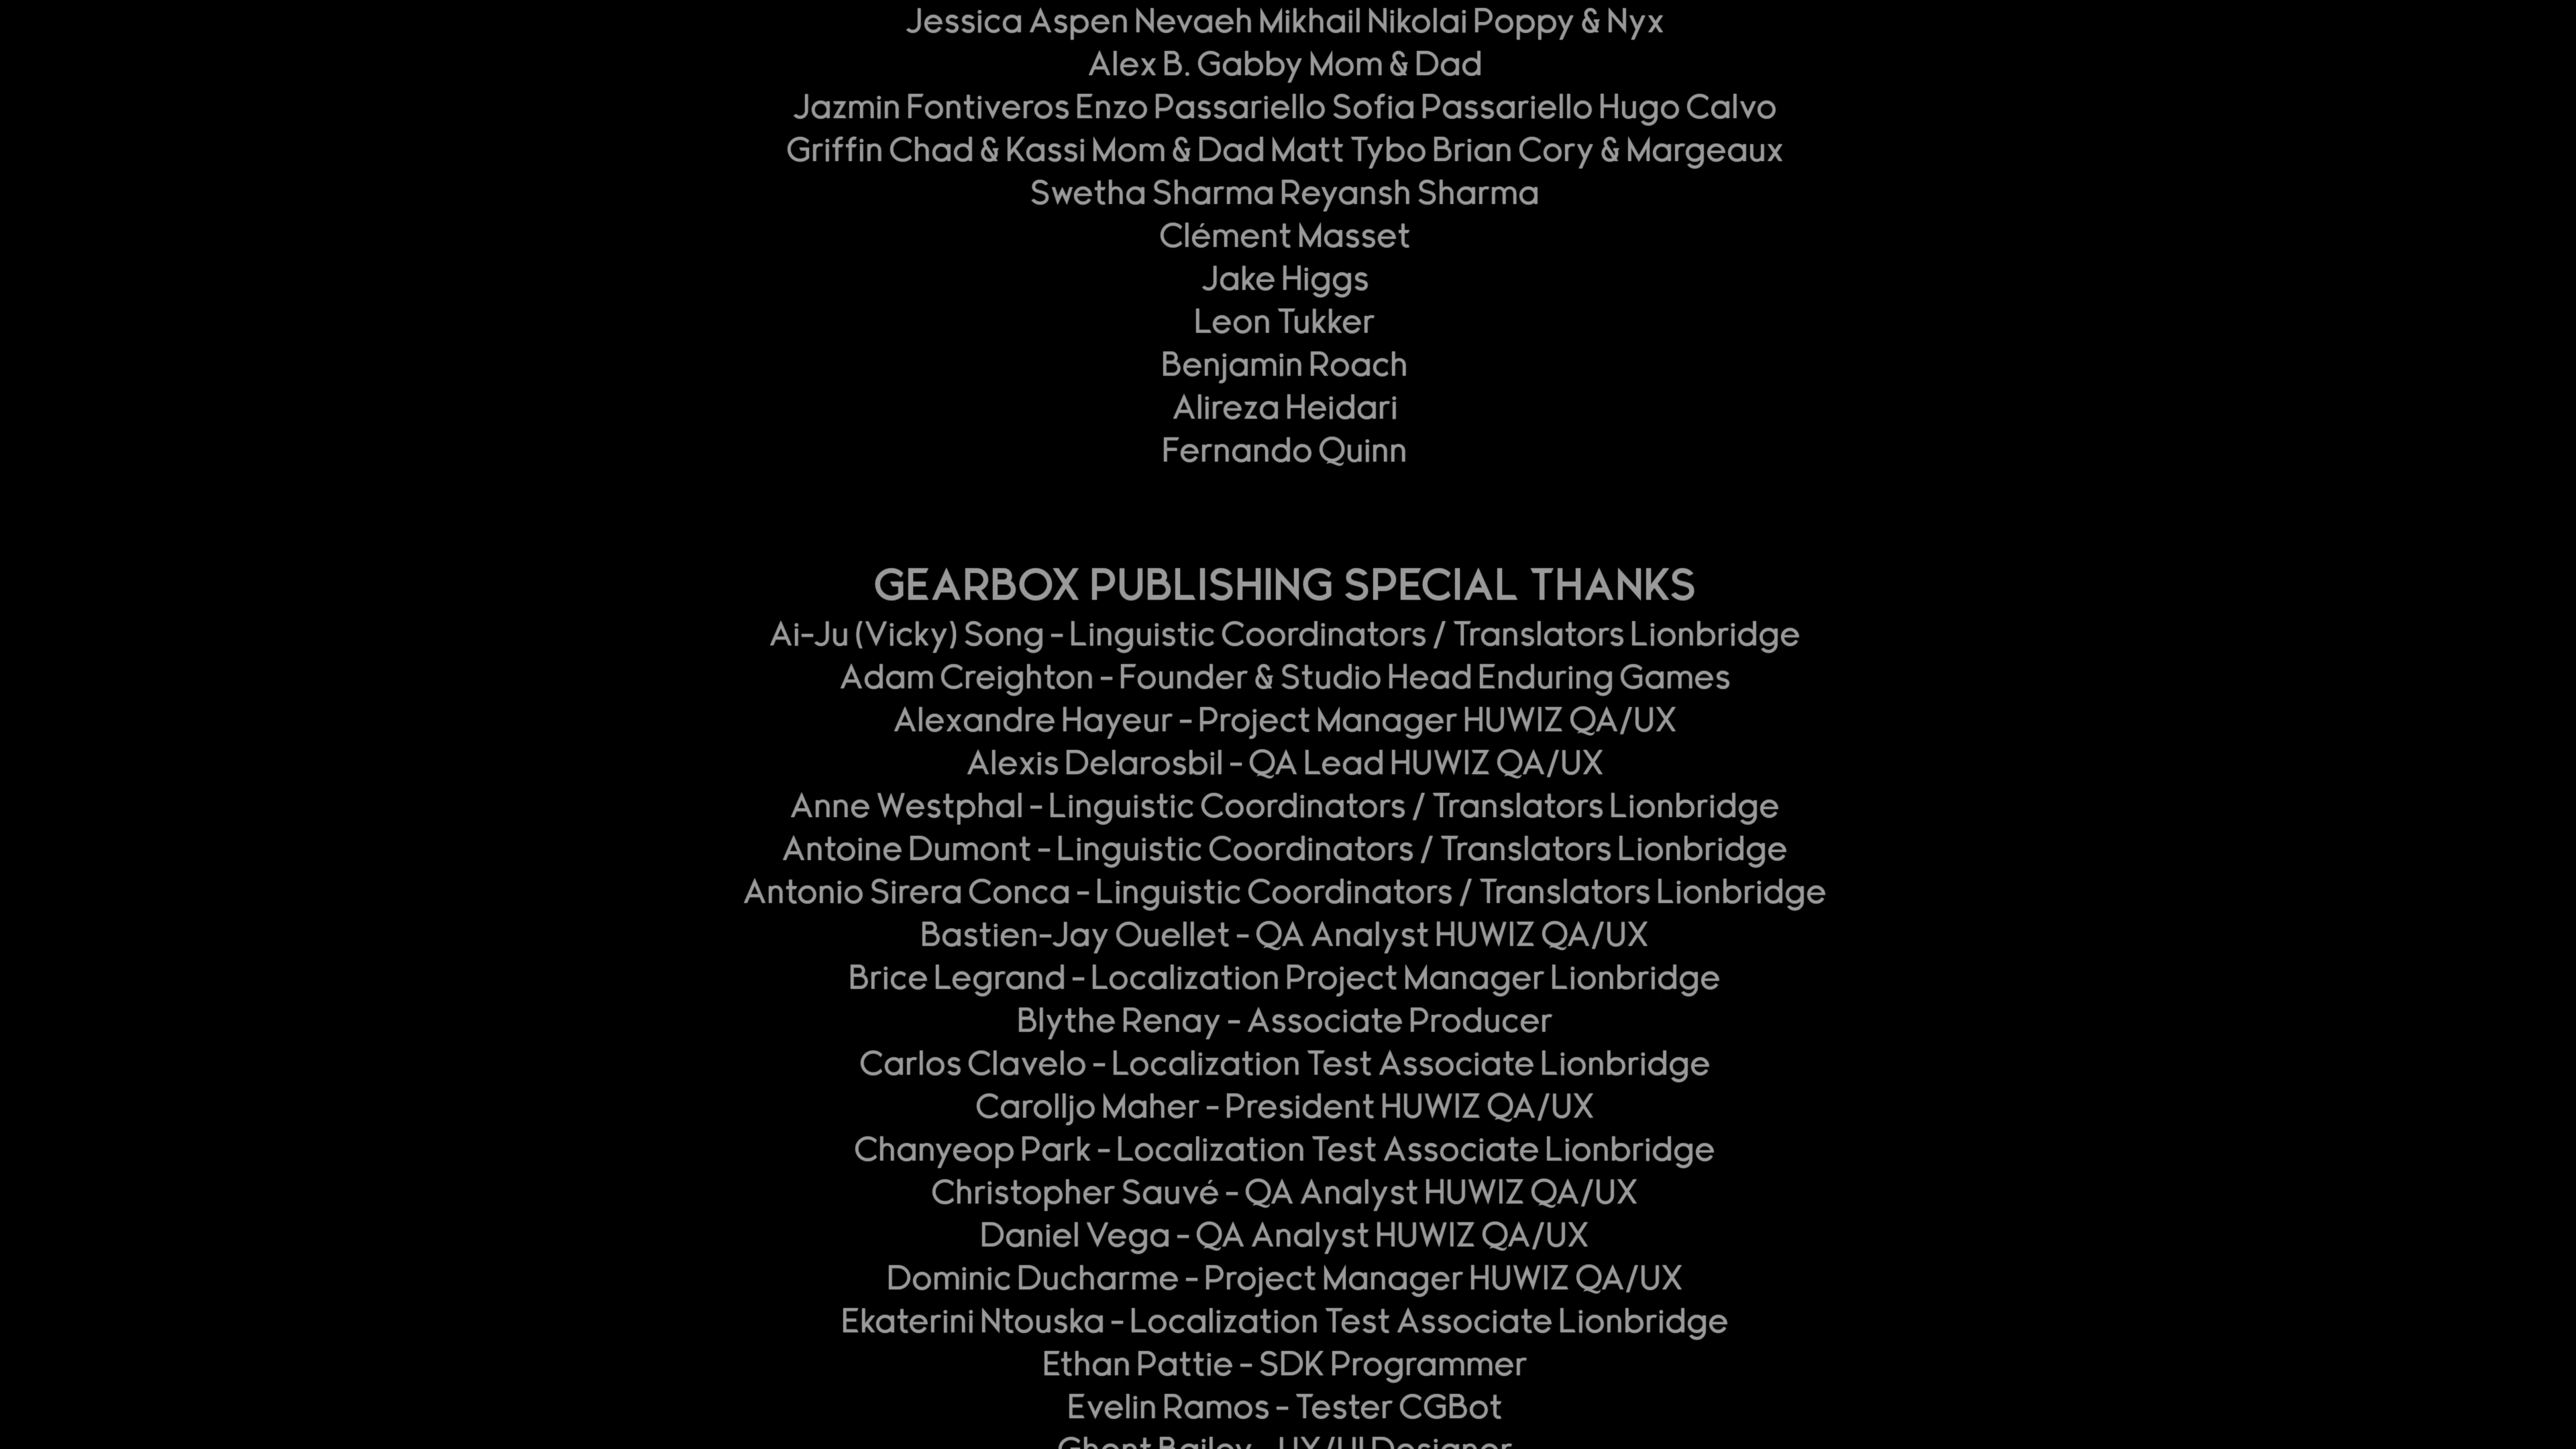 Jessica Aspen Nevaeh Mikhail Nikolai Poppy & Nyx
Alex B. Gabby Mom & Dad
Jazmin Fontiveros Enzo Passariello Sofia Passariello Hugo Calvo
Griffin Chad & Kassi Mom & Dad Matt Tybo Brian Cory & Margeaux
Swetha Sharma Reyansh Sharma
Clément Masset
Jake Higgs
Leon Tukker
Benjamin Roach
Alireza Heidari
Fernando Quinn
GEARBOX PUBLISHING SPECIAL THANKS
Ai-Ju (Vicky) Song - Linguistic Coordinators / Translators Lionbridge
Adam Creighton - Founder & Studio Head Enduring Games
Alexandre Hayeur - Project Manager HUWIZ QA/UX
Alexis Delarosbil - QA Lead HUWIZ QA/UX
Anne Westphal - Linguistic Coordinators / Translators Lionbridge
Antoine Dumont - Linguistic Coordinators / Translators Lionbridge
Antonio Sirera Conca - Linguistic Coordinators / Translators Lionbridge
Bastien-Jay Ouellet - QA Analyst HUWIZ QA/UX
Brice Legrand - Localization Project Manager Lionbridge
Blythe Renay - Associate Producer
Carlos Clavelo - Localization Test Associate Lionbridge
Carolljo Maher - President HUWIZ QA/UX
Chanyeop Park - Localization Test Associate Lionbridge
Christopher Sauvé - QA Analyst HUWIZ QA/UX
Daniel Vega - QA Analyst HUWIZ QA/UX
Dominic Ducharme - Project Manager HUWIZ QA/UX
Ekaterini Ntouska - Localization Test Associate Lionbridge
Ethan Pattie - SDK Programmer
Evelin Ramos - Tester CGBot
Bailey - UX/UI Designer